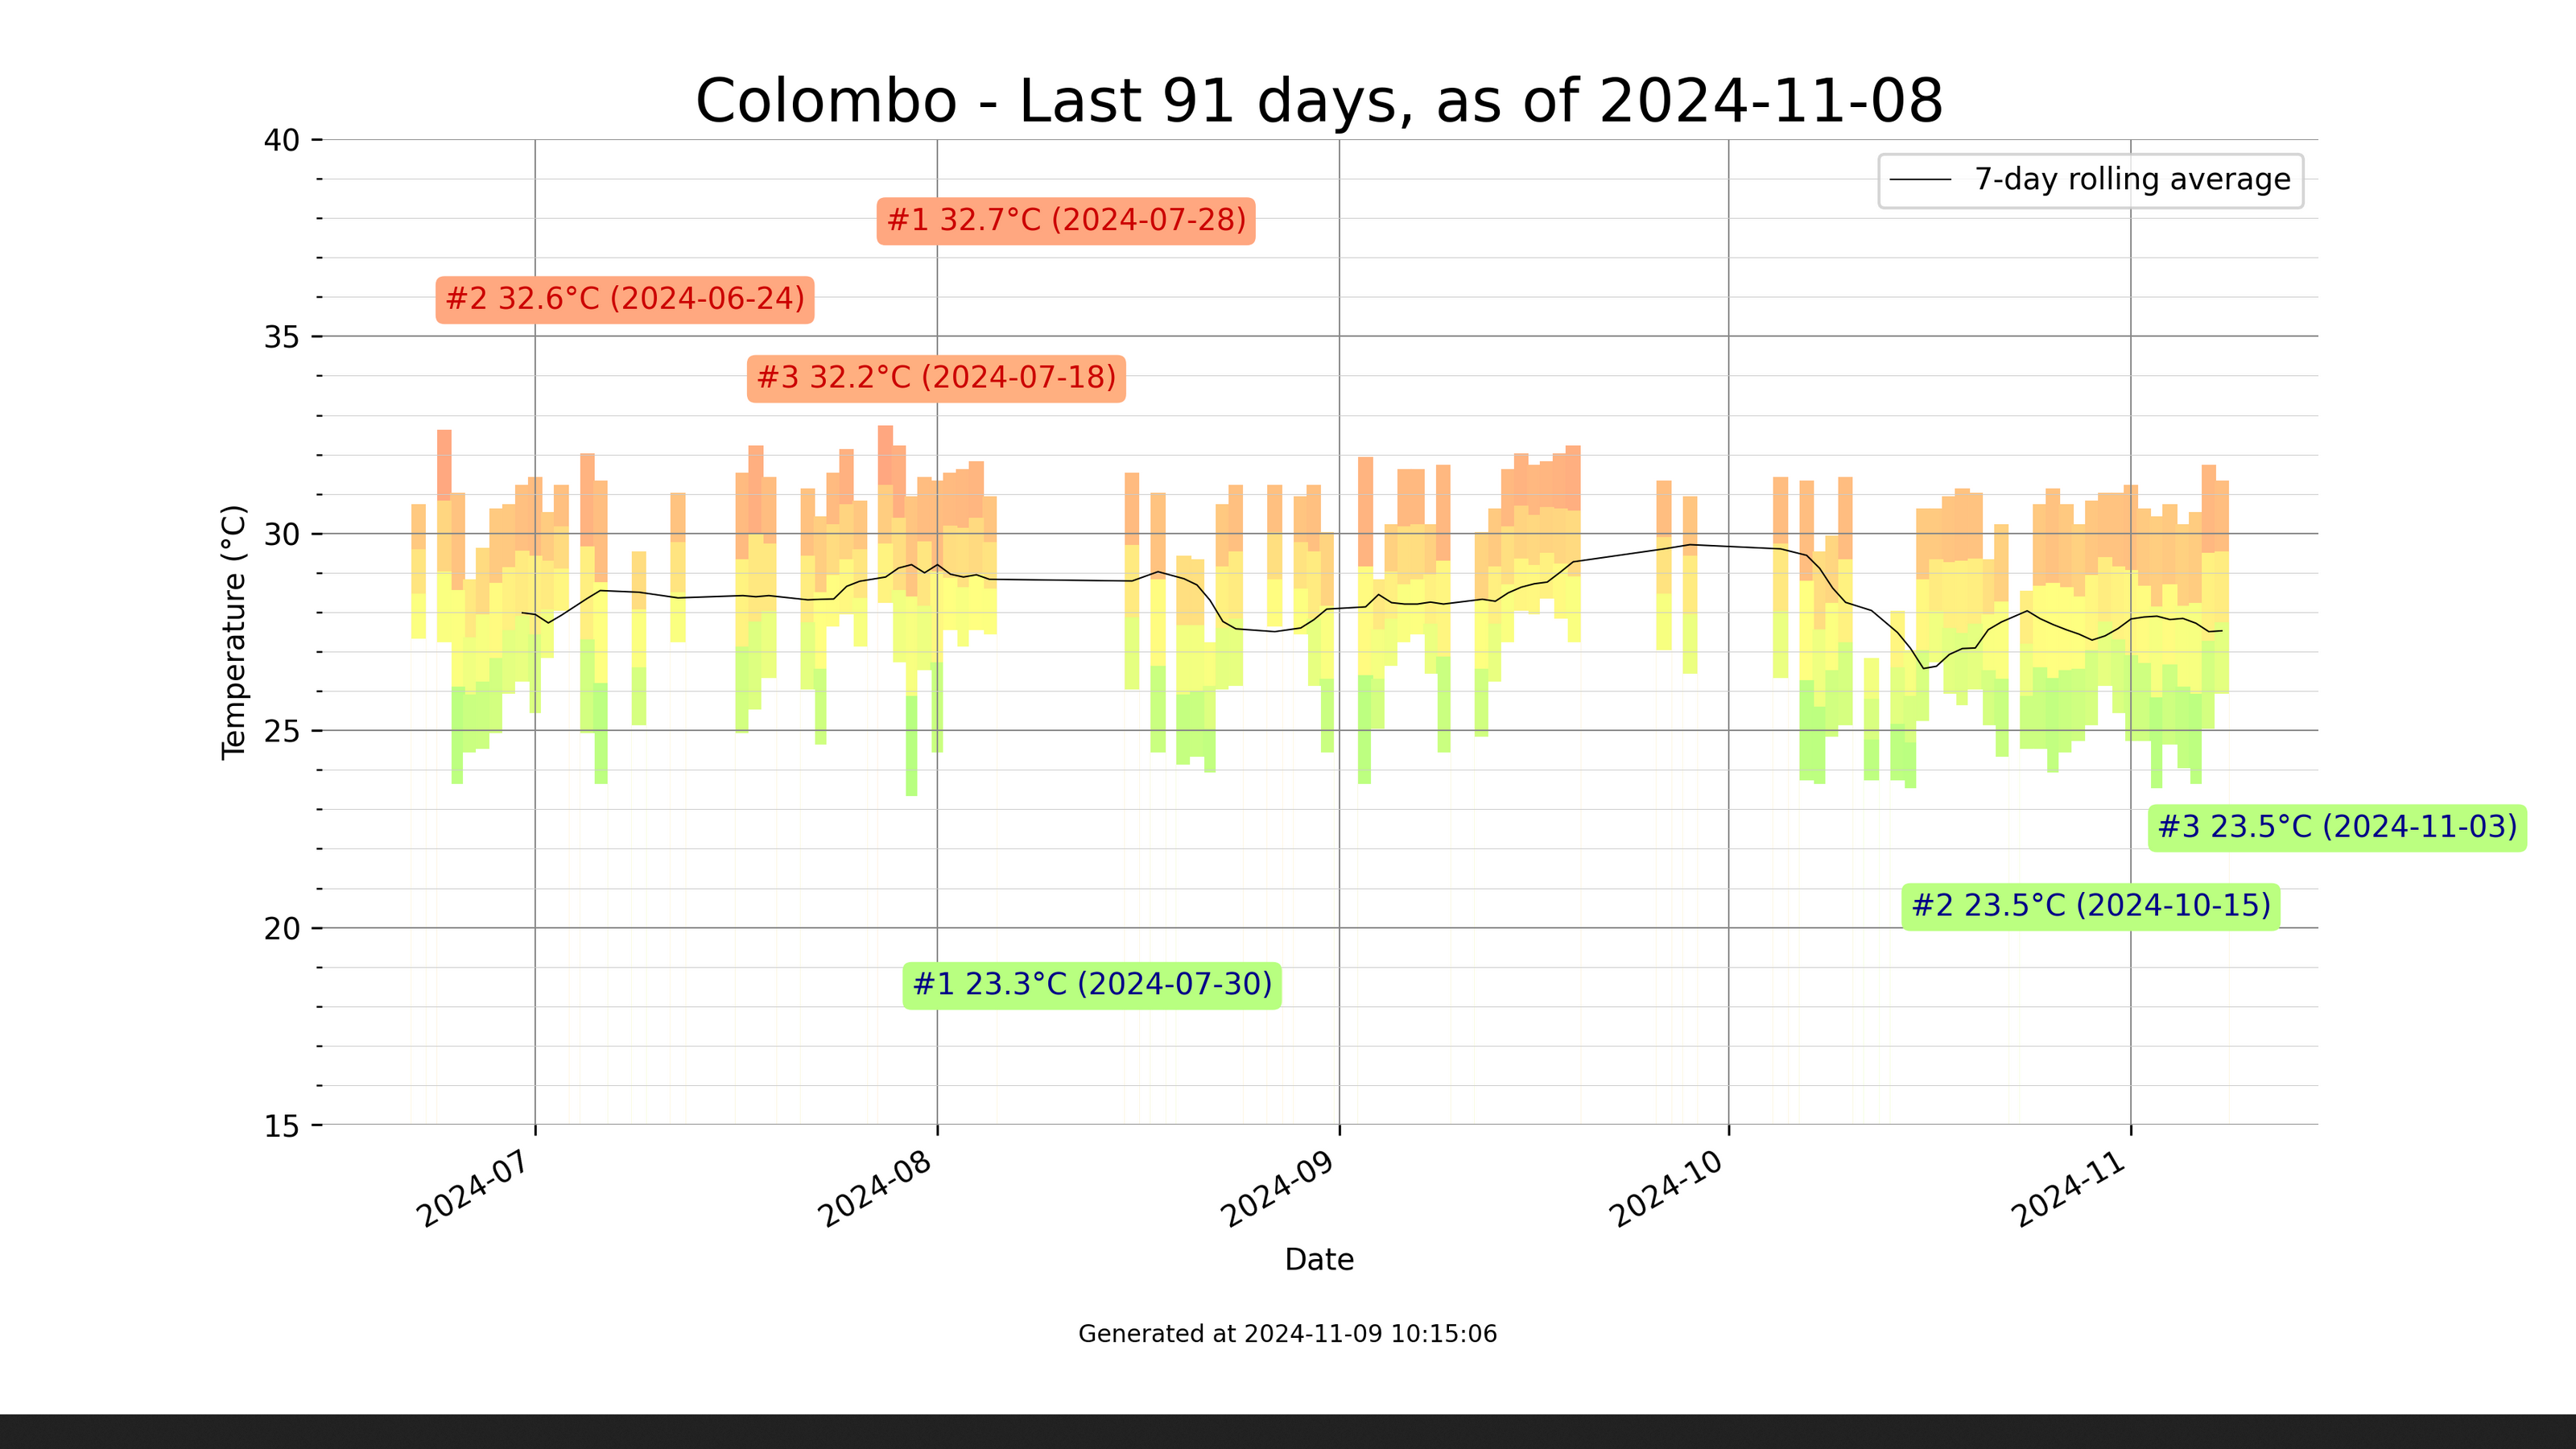 Colombo - Last 91 days, as of 2024-11-08
7-day rolling average
#1 32.7°C (2024-07-28)
#2 32.6°C (2024-06-24)
#3 32.2°C (2024-07-18)
40
35
30
25
20
15
Temperature (°C)
#3 23.5°C (2024-11-03)
#2 23.5°C (2024-10-15)
#1 23.3°C (2024-07-30)
2024-07
2024-08
2024-09
2024-10
2024-11
Date
Generated at 2024-11-09 10:15:06